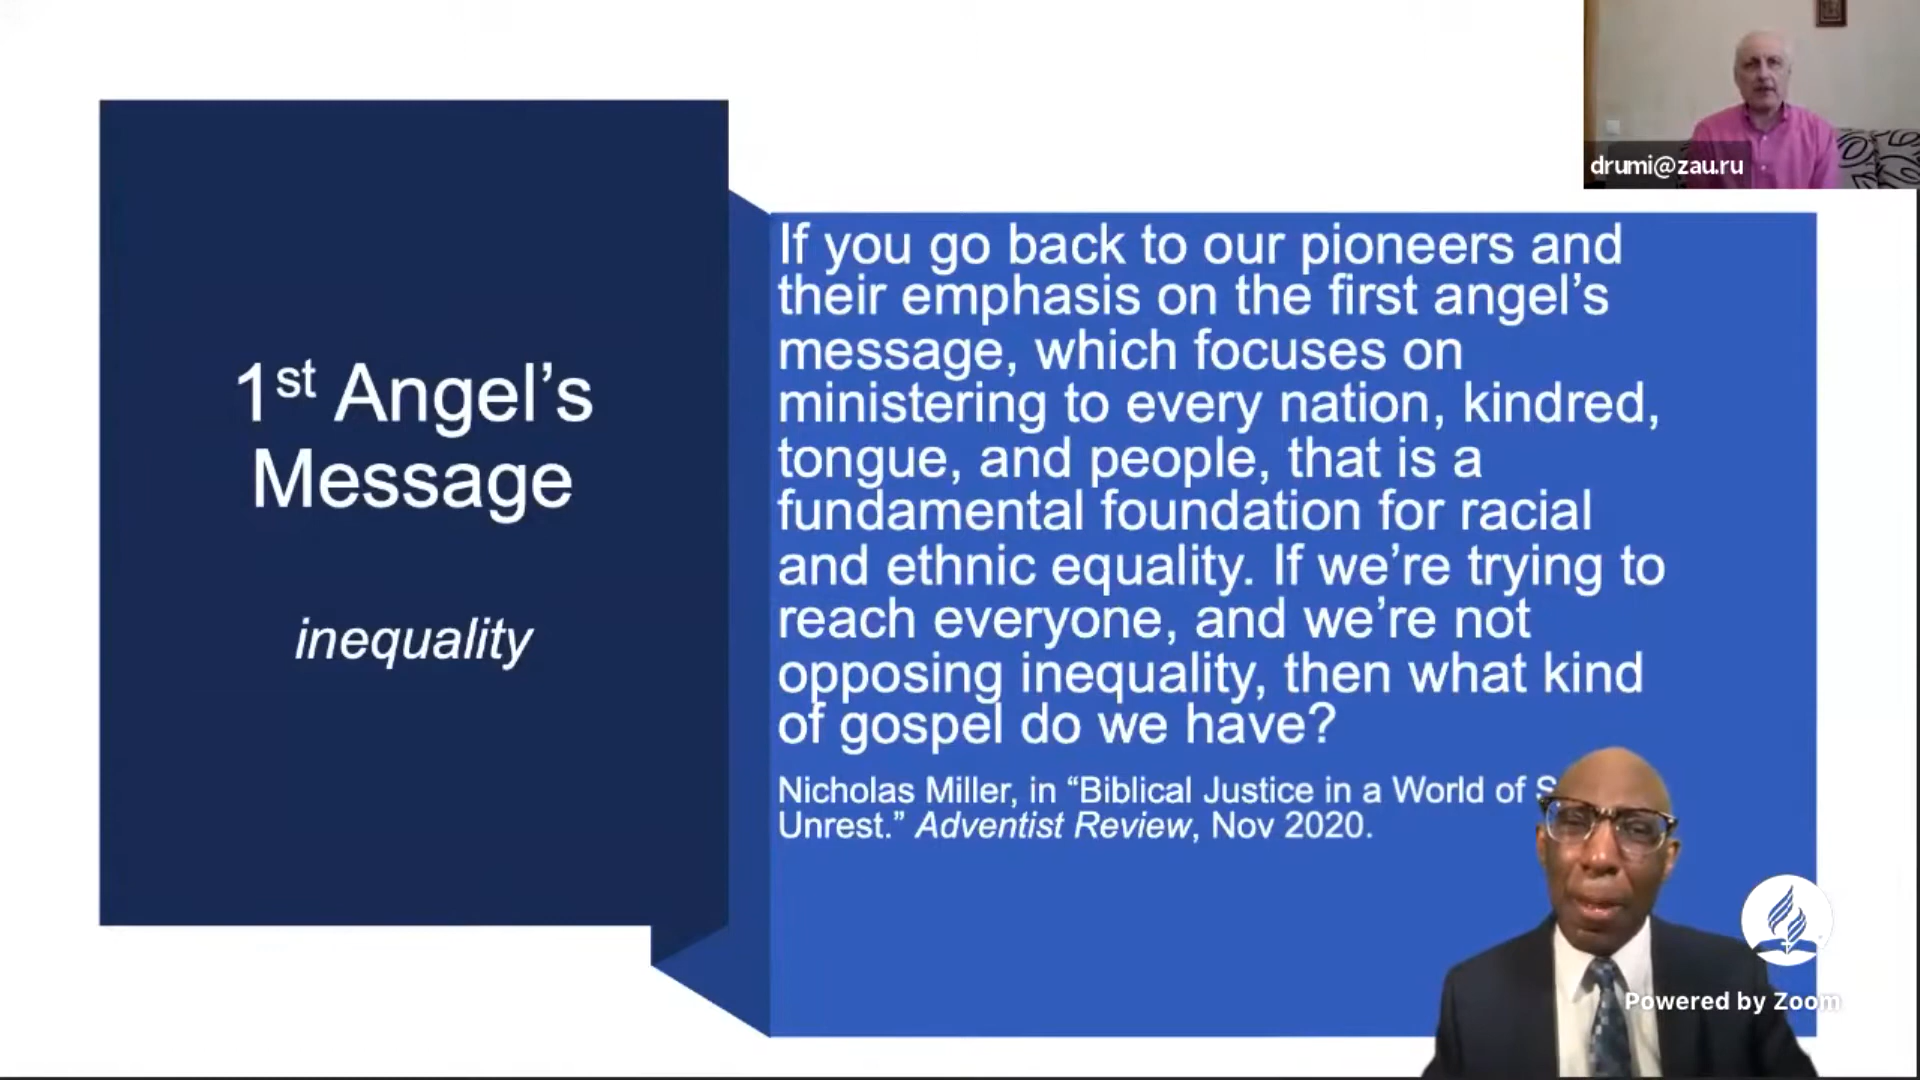 drumi@zau.ru
1st Angel’s
Message
inequality
If you go back to our pioneers and
their emphasis on the first angel’s
message, which focuses on
ministering to every nation, kindred,
tongue, and people, that is a
fundamental foundation for racial
and ethnic equality. If we’re trying to
reach everyone, and we’re not
opposing inequality, then what kind
of gospel do we have?
Nicholas Miller, in “Biblical Justice in a World of
Unrest.” Adventist Review, Nov 2020.
Powered by Zoom